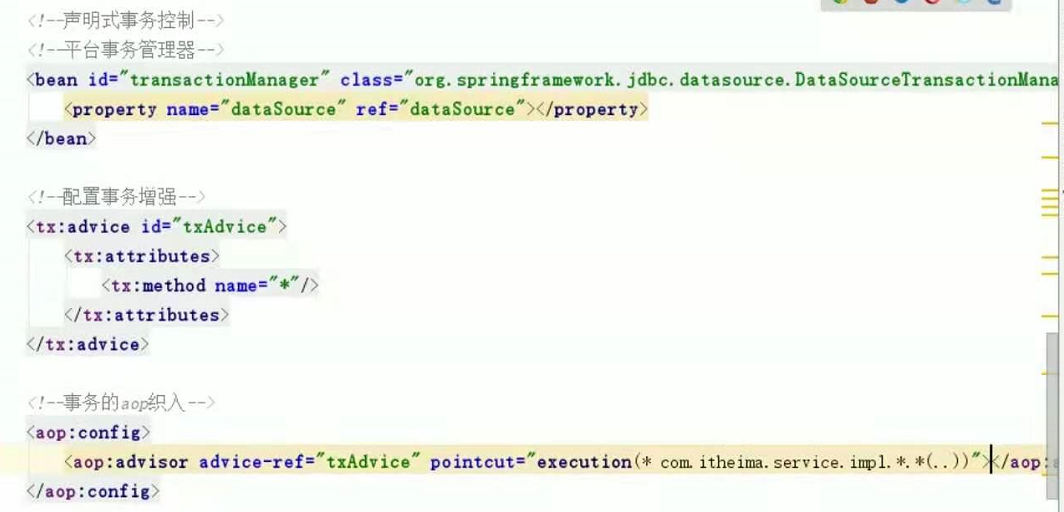 <!--声明式事务控制-->
<!--平台事务管理器-->
<bean id="transactionManager" class="org.springframework.jdbc.datasource.DataSourceTransactionMana
<property name="dataSource" ref="dataSource"></property>
</bean>
<!--配置事务增强-->
<tx:advice id="txAdvice">
<tx:attributes>
<tx:method name="*"/>
</tx:attributes>
</tx:advice>
<!--事务的aop织入-->
<aop:config>
<aop:advisor advice-ref="txAdvice" pointcut="execution(* com.itheima.service.impl.*.*(..))"></aop:
</aop:config>